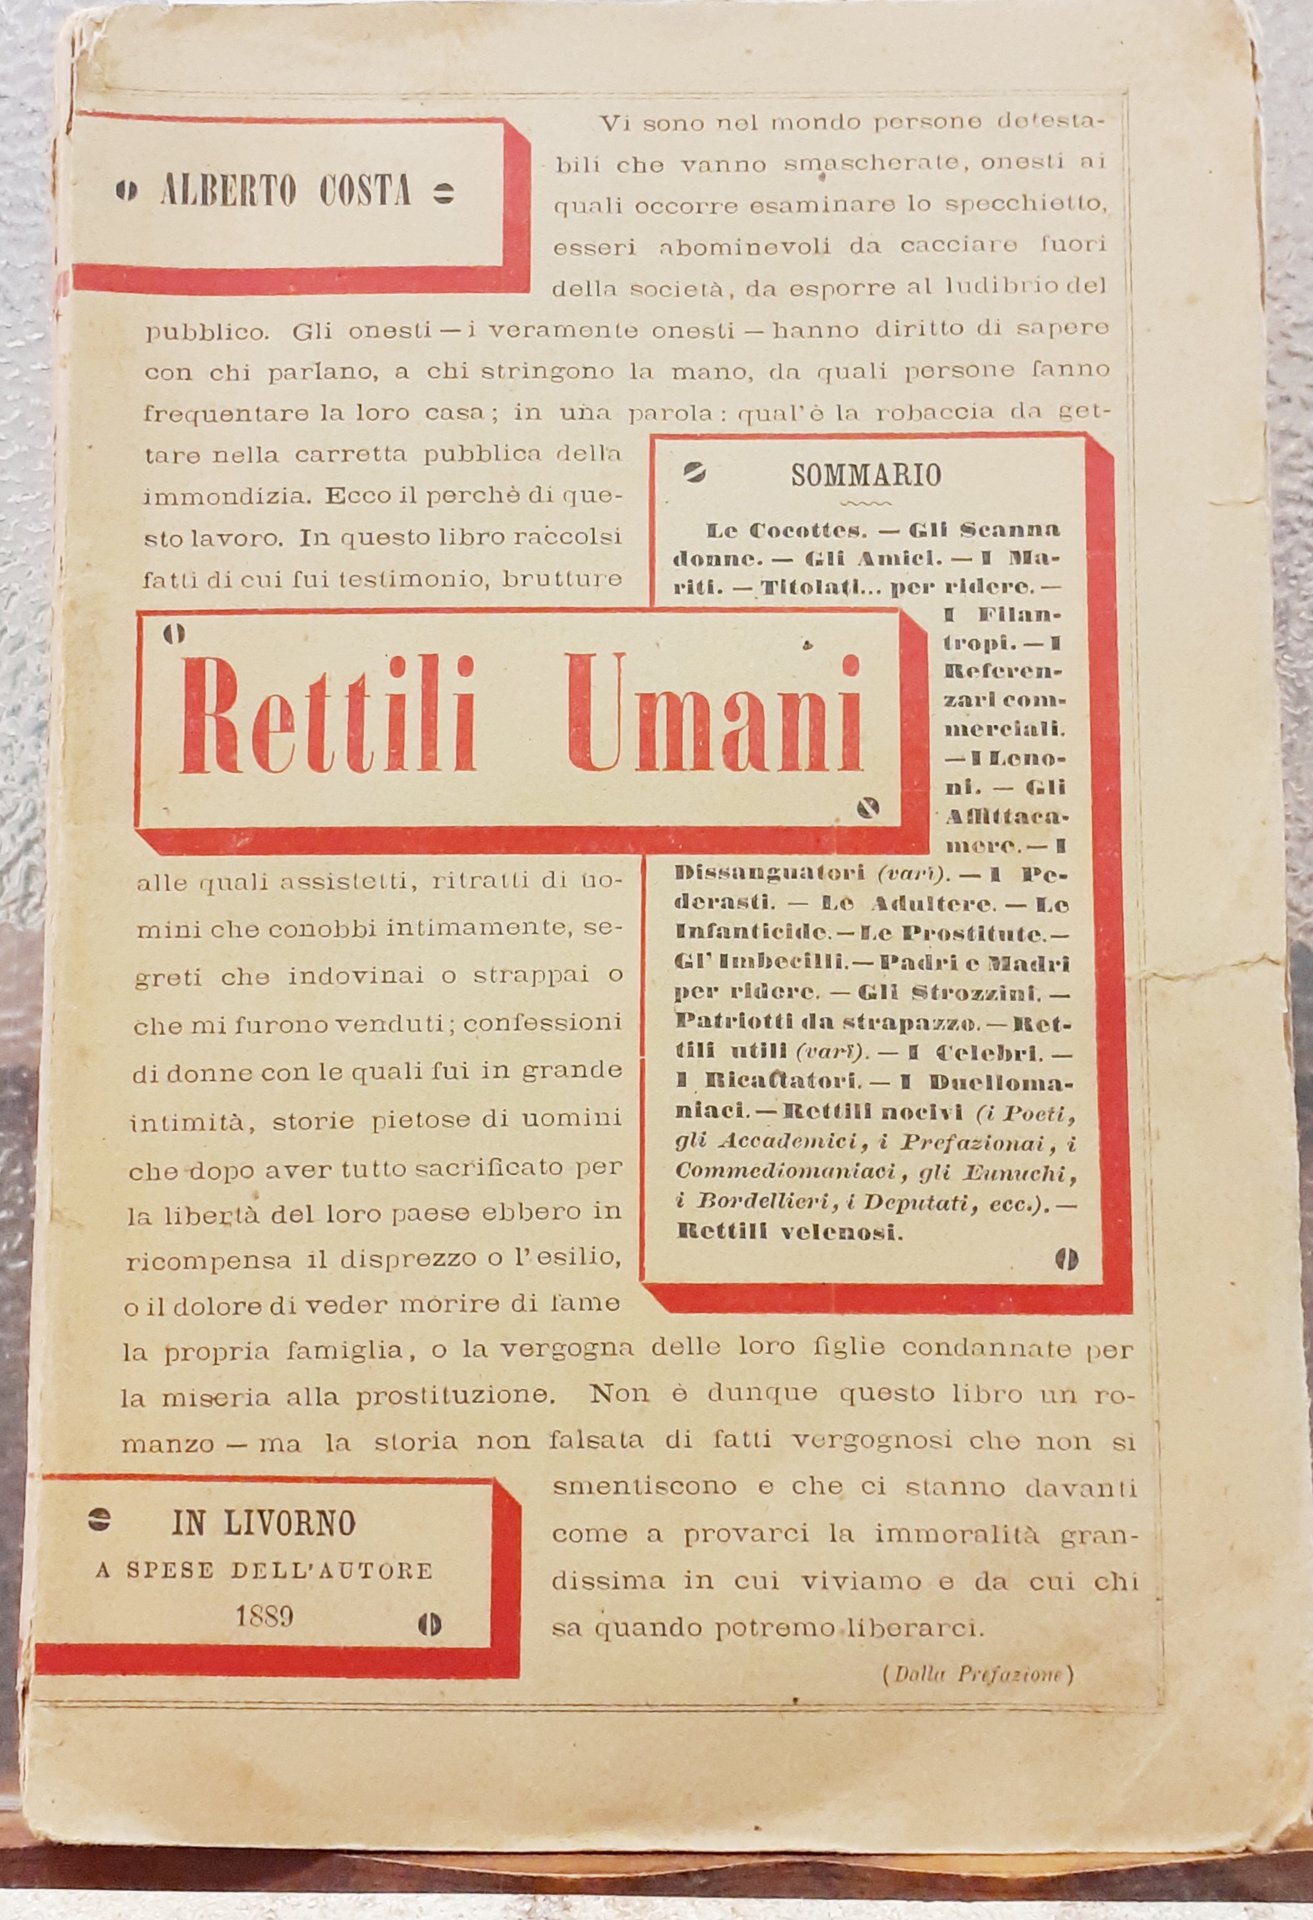 ALBERTO COSTA
Vi sono nel mondo persone detesta-
bili che vanno smascherate, onesti ai
quali occorre esaminare lo specchietto,
esseri abominevoli da cacciare fuori
della società, da esporre al ludibrio del
pubblico. Gli onesti — i veramente onesti — hanno diritto di sapere
con chi parlano, a chi stringono la mano, da quali persone fanno
frequentare la loro casa; in una parola: qual'è la robaccia da get-
tare nella carretta pubblica della
immondizia. Ecco il perchè di que-
sto lavoro. In questo libro raccolsi
fatti di cui fui testimonio, brutture
Rettili Umani
alle quali assistetti, ritratti di uo-
mini che conobbi intimamente, se-
greti che indovinai o strappai o
che mi furono venduti; confessioni
di donne con le quali fui in grande
intimità, storie pietose di uomini
che dopo aver tutto sacrificato per
la libertà del loro paese ebbero in
ricompensa il disprezzo o l'esilio,
o il dolore di veder morire di fame
la propria famiglia, o la vergogna delle loro figlie condannate per
la miseria alla prostituzione. Non è dunque questo libro un ro-
manzo — ma la storia non falsata di fatti vergognosi che non si
smentiscono e che ci stanno davanti
come a provarci la immoralità gran-
dissima in cui viviamo e da cui chi
sa quando potremo liberarci.
(Dalla Prefazione)
SOMMARIO
Le Cocottes. — Gli Scanna
donne. — Gli Amici. — I Ma-
riti. — Titolati... per ridere. —
I Filan-
tropi. — I
Referen-
zari com-
merciali.
— I Leno-
ni. — Gli
Affittaca-
mere. — I
Dissanguatori (varî). — I Pe-
derasti. — Le Adultere. — Le
Infanticide. — Le Prostitute. —
Gl' Imbecilli. — Padri e Madri
per ridere. — Gli Strozzini. —
Patriotti da strapazzo. — Ret-
tili utili (varî). — I Celebri. —
I Ricattatori. — I Duelloma-
niaci. — Rettili nocivi (i Poeti,
gli Accademici, i Prefazionai, i
Commediomaniaci, gli Eunuchi,
i Bordellieri, i Deputati, ecc.). —
Rettili velenosi.
IN LIVORNO
A SPESE DELL'AUTORE
1889